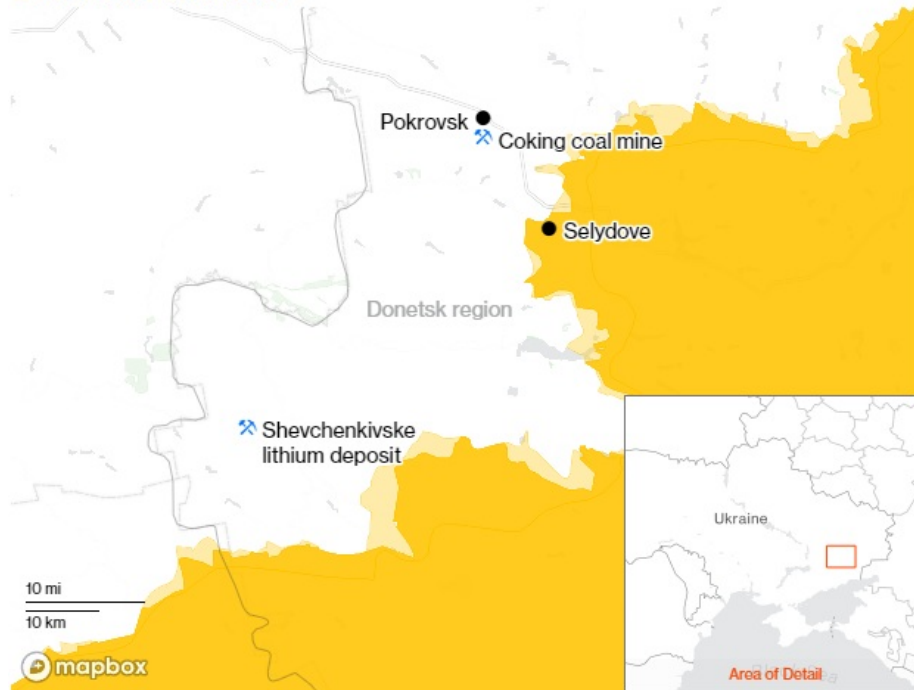 Pokrovsk
Coking coal mine
Selydove
Donetsk region
Shevchenkivske
lithium deposit
Ukraine
10 mi
10 km
mapbox
Area of Detail